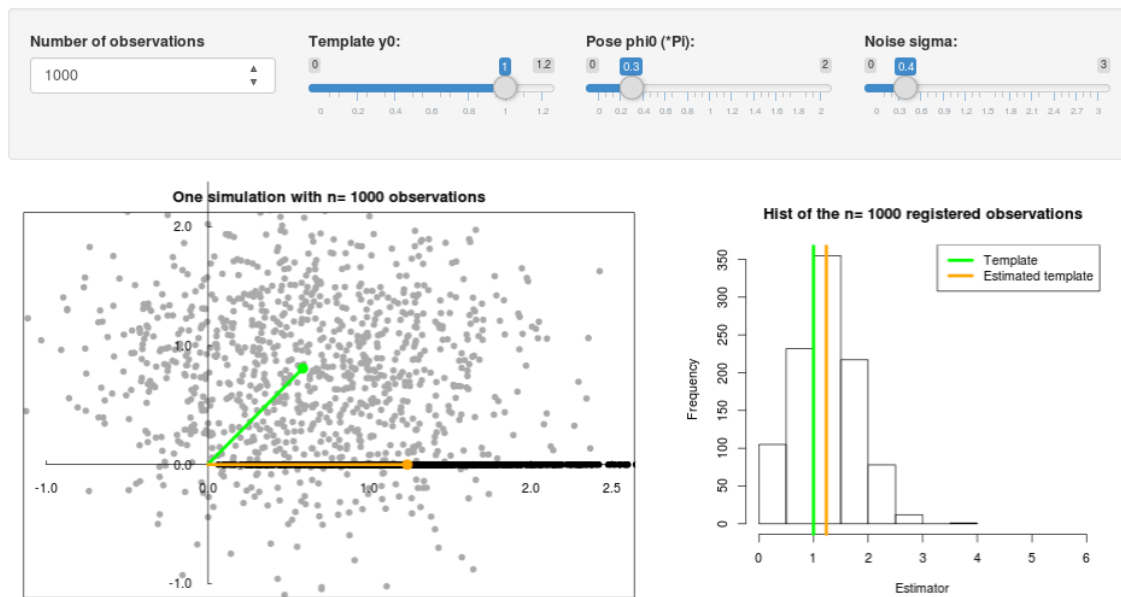 Number of observations
1000
Template y0:
0 1 1.2
0 0.2 0.4 0.6 0.8 1 1.2
Pose phi0 (*Pi):
0 0.3 2
0 0.2 0.4 0.6 0.8 1 1.2 1.4 1.6 1.8 2
Noise sigma:
0 0.4 3
0 0.3 0.6 0.9 1.2 1.5 1.8 2.1 2.4 2.7 3
One simulation with n= 1000 observations
2.0
1.0
0.0
-1.0 0.0 1.0 2.0 2.5
-1.0
Hist of the n= 1000 registered observations
Template
Estimated template
Frequency
350
300
250
200
150
100
50
0
0 1 2 3 4 5 6
Estimator